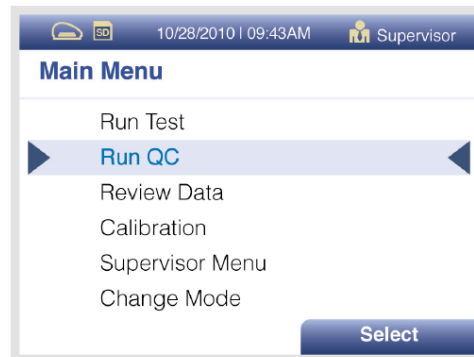 SD 10/28/2010 | 09:43AM Supervisor
Main Menu
Run Test
Run QC
Review Data
Calibration
Supervisor Menu
Change Mode
Select